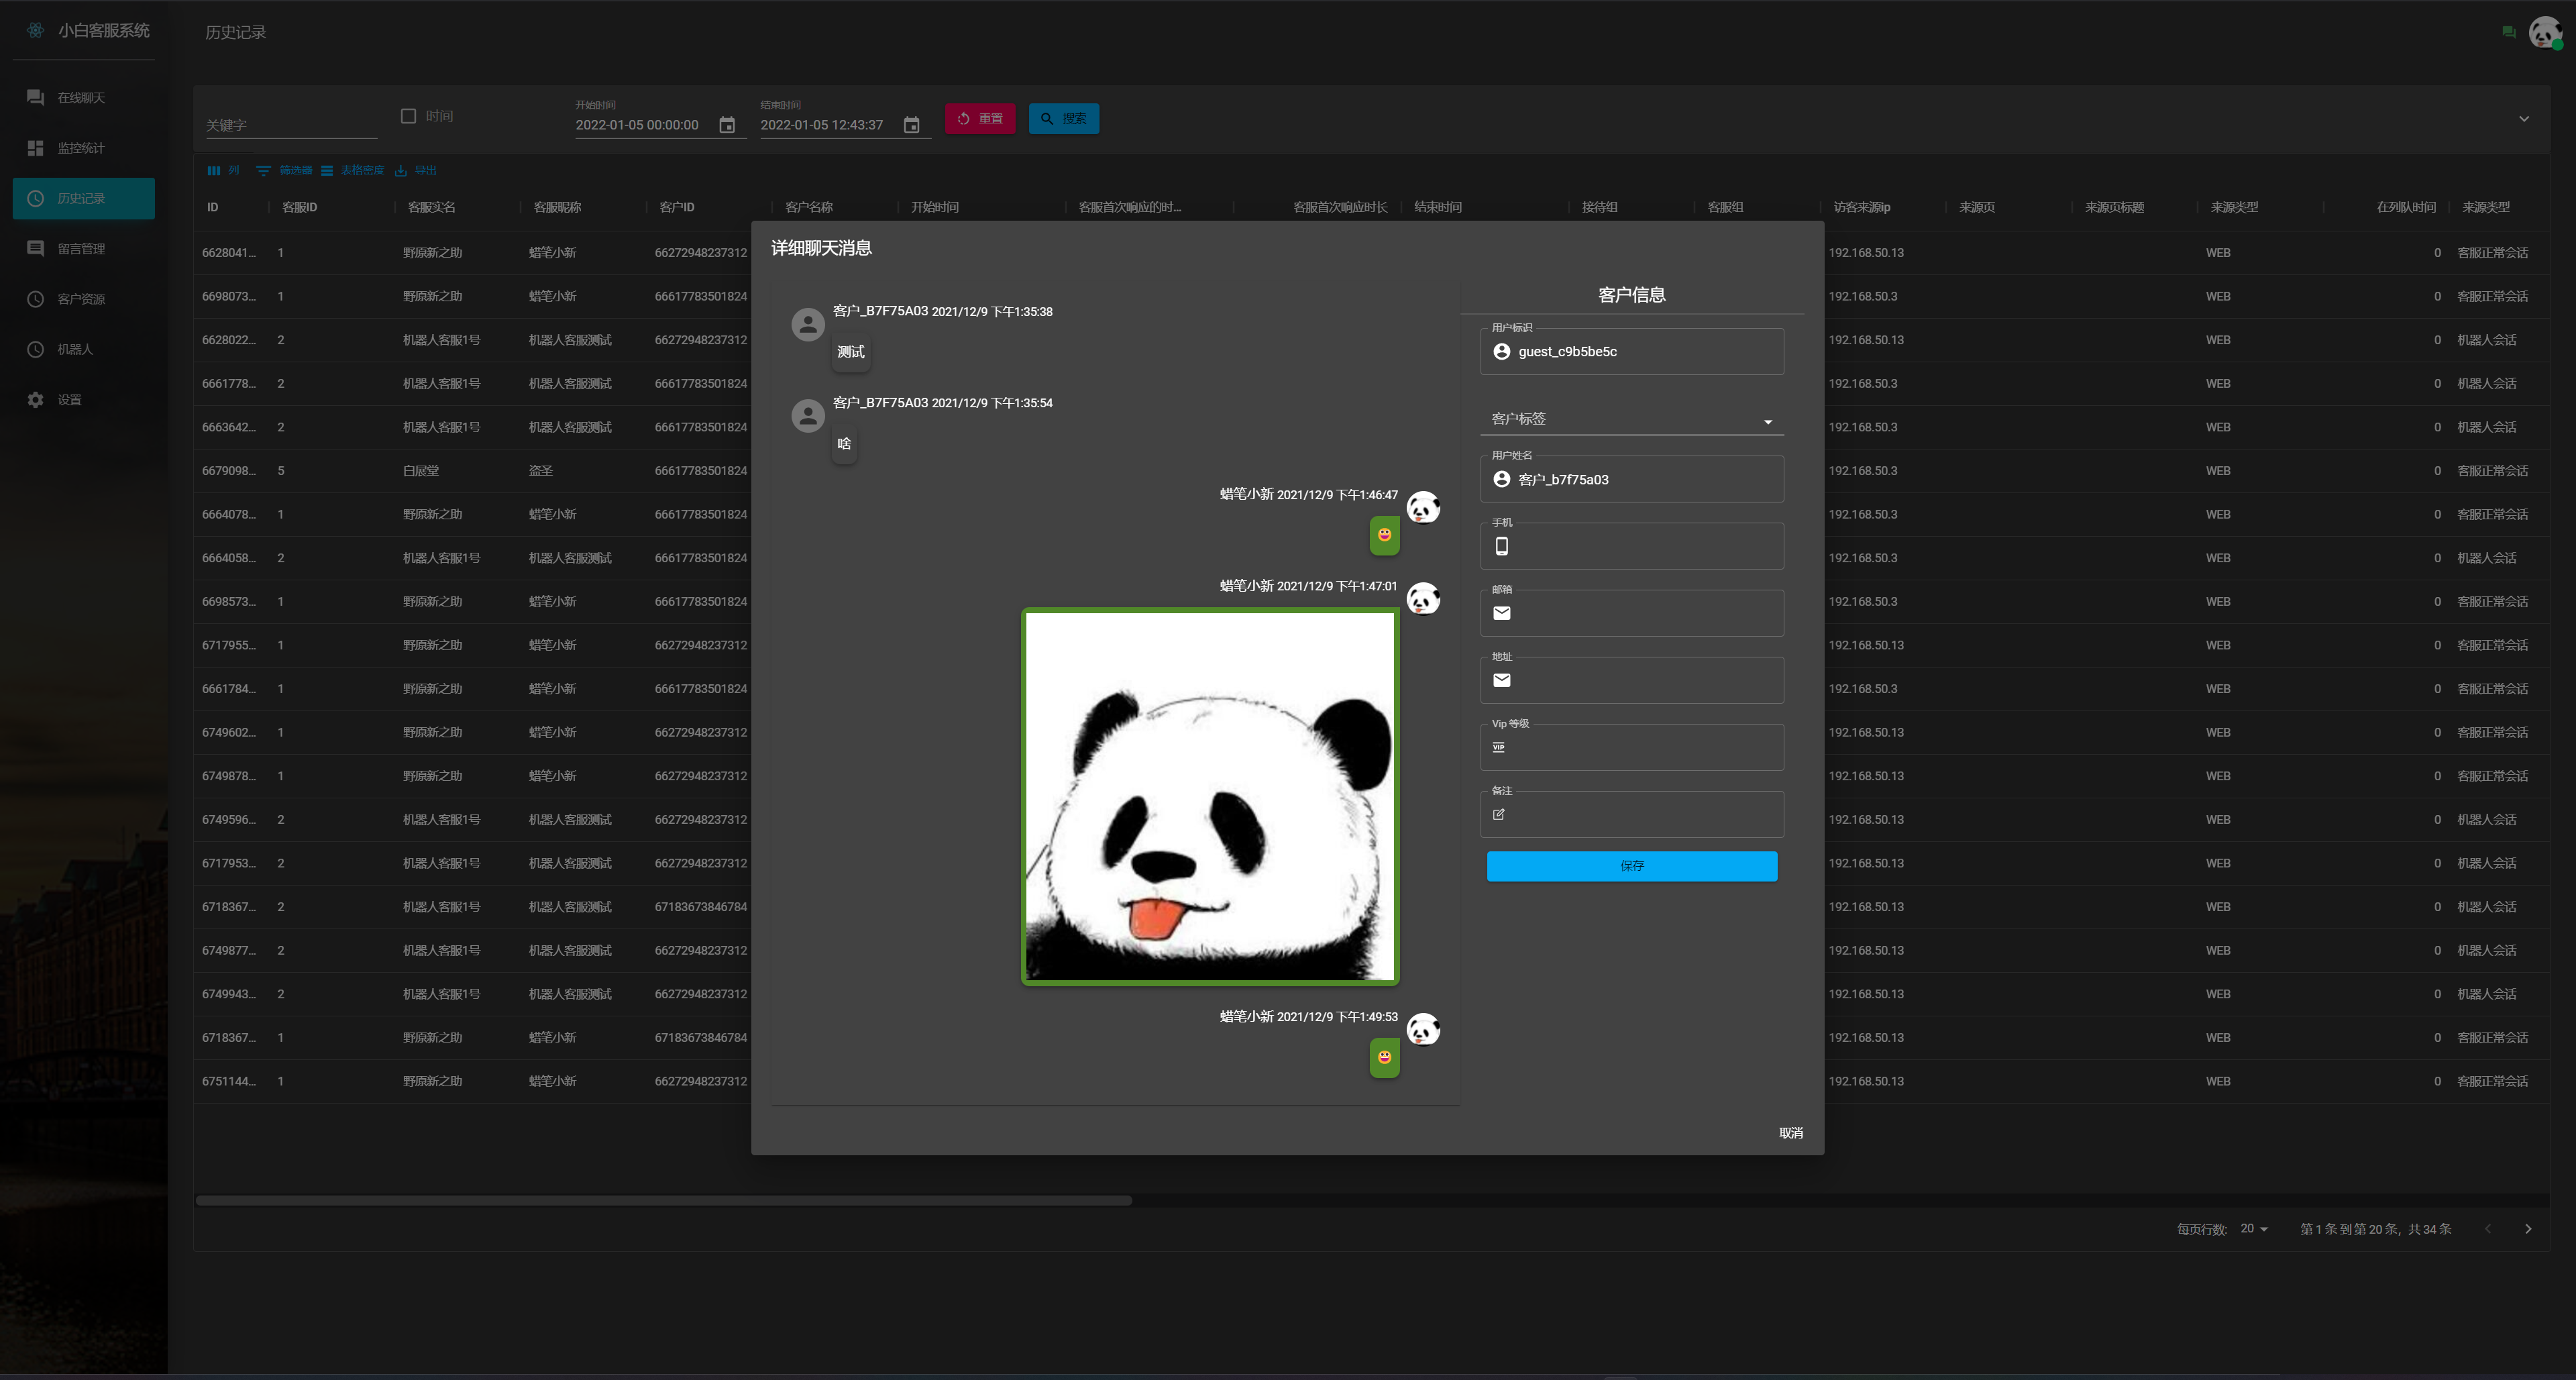 小白客服系统
历史记录
在线聊天
监控统计
历史记录
留言管理
客户资源
机器人
设置
关键字
时间
开始时间
2022-01-05 00:00:00
结束时间
2022-01-05 12:43:37
重置
搜索
列 筛选器 表格密度 导出
ID 客服ID 客服实名 客服昵称 客户ID 客户名称 开始时间 客服首次响应的时... 客服首次响应时长 结束时间 接待组 客服组 访客来源ip 来源页 来源页标题 来源类型 在列队时间 来源类型
6628041... 1 野原新之助 蜡笔小新 66272948237312 192.168.50.13 WEB 0 客服正常会话
6698073... 1 野原新之助 蜡笔小新 66617783501824 192.168.50.3 WEB 0 客服正常会话
6628022... 2 机器人客服1号 机器人客服测试 66272948237312 192.168.50.13 WEB 0 机器人会话
6661778... 2 机器人客服1号 机器人客服测试 66617783501824 192.168.50.3 WEB 0 机器人会话
6663642... 2 机器人客服1号 机器人客服测试 66617783501824 192.168.50.3 WEB 0 机器人会话
6679098... 5 白展堂 盗圣 66617783501824 192.168.50.3 WEB 0 客服正常会话
6664078... 1 野原新之助 蜡笔小新 66617783501824 192.168.50.3 WEB 0 客服正常会话
6664058... 2 机器人客服1号 机器人客服测试 66617783501824 192.168.50.3 WEB 0 机器人会话
6698573... 1 野原新之助 蜡笔小新 66617783501824 192.168.50.3 WEB 0 客服正常会话
6717955... 1 野原新之助 蜡笔小新 66272948237312 192.168.50.13 WEB 0 客服正常会话
6661784... 1 野原新之助 蜡笔小新 66617783501824 192.168.50.3 WEB 0 客服正常会话
6749602... 1 野原新之助 蜡笔小新 66272948237312 192.168.50.13 WEB 0 客服正常会话
6749878... 1 野原新之助 蜡笔小新 66272948237312 192.168.50.13 WEB 0 客服正常会话
6749596... 2 机器人客服1号 机器人客服测试 66272948237312 192.168.50.13 WEB 0 机器人会话
6717953... 2 机器人客服1号 机器人客服测试 66272948237312 192.168.50.13 WEB 0 机器人会话
6718367... 2 机器人客服1号 机器人客服测试 67183673846784 192.168.50.13 WEB 0 机器人会话
6749877... 2 机器人客服1号 机器人客服测试 66272948237312 192.168.50.13 WEB 0 机器人会话
6749943... 2 机器人客服1号 机器人客服测试 66272948237312 192.168.50.13 WEB 0 机器人会话
6718367... 1 野原新之助 蜡笔小新 67183673846784 192.168.50.13 WEB 0 客服正常会话
6751144... 1 野原新之助 蜡笔小新 66272948237312 192.168.50.13 WEB 0 客服正常会话
每页行数: 20 第 1 条 到 第 20 条，共 34 条
详细聊天消息
客户_B7F75A03 2021/12/9 下午1:35:38
测试
客户_B7F75A03 2021/12/9 下午1:35:54
啥
蜡笔小新 2021/12/9 下午1:46:47
蜡笔小新 2021/12/9 下午1:47:01
蜡笔小新 2021/12/9 下午1:49:53
客户信息
用户标识
guest_c9b5be5c
客户标签
用户姓名
客户_b7f75a03
手机
邮箱
地址
Vip 等级
VIP
备注
保存
取消